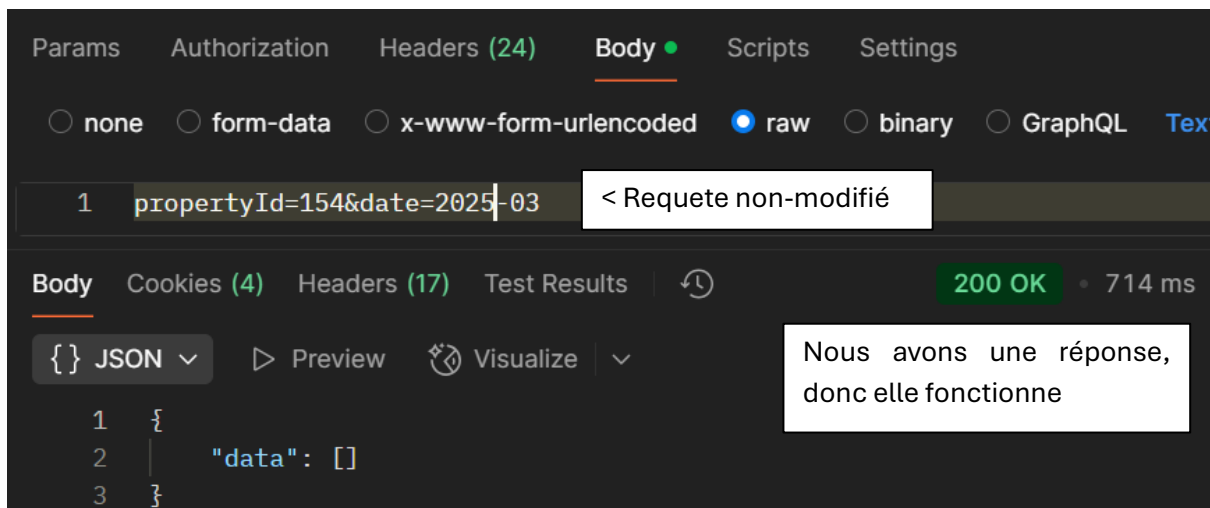 Params Authorization Headers (24) Body Scripts Settings
none form-data x-www-form-urlencoded raw binary GraphQL Text
1 propertyId=154&date=2025-03
< Requete non-modifié
Body Cookies (4) Headers (17) Test Results 200 OK • 714 ms
{} JSON Preview Visualize
Nous avons une réponse,
donc elle fonctionne
1 {
2 "data": []
3 }